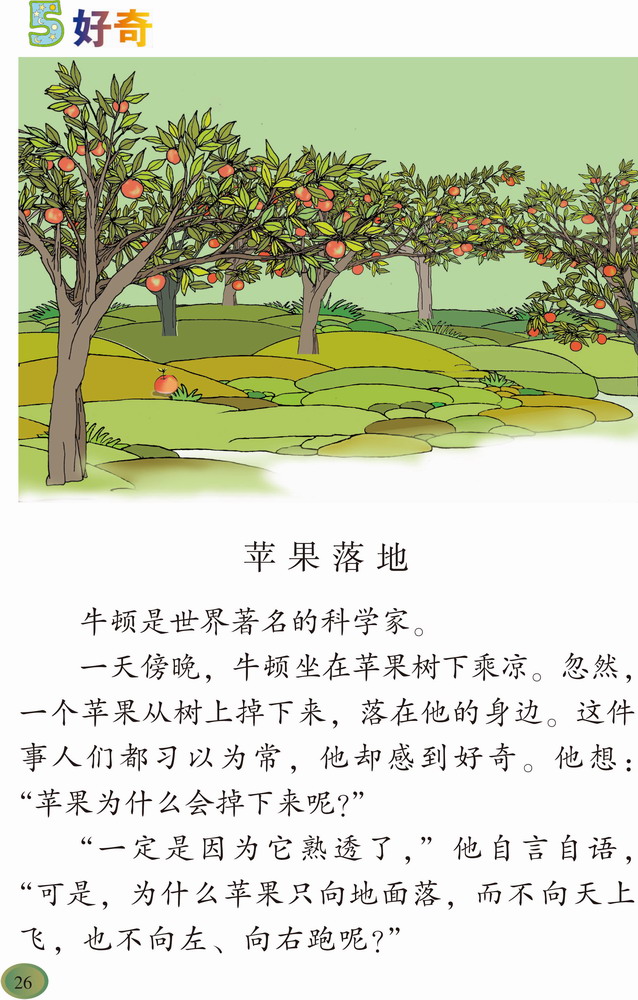 5 好奇
苹果落地
牛顿是世界著名的科学家。
一天傍晚，牛顿坐在苹果树下乘凉。忽然，
一个苹果从树上掉下来，落在他的身边。这件
事人们都习以为常，他却感到好奇。他想：
“苹果为什么会掉下来呢？”
“一定是因为它熟透了，”他自言自语，
“可是，为什么苹果只向地面落，而不向天上
飞，也不向左、向右跑呢？”
26